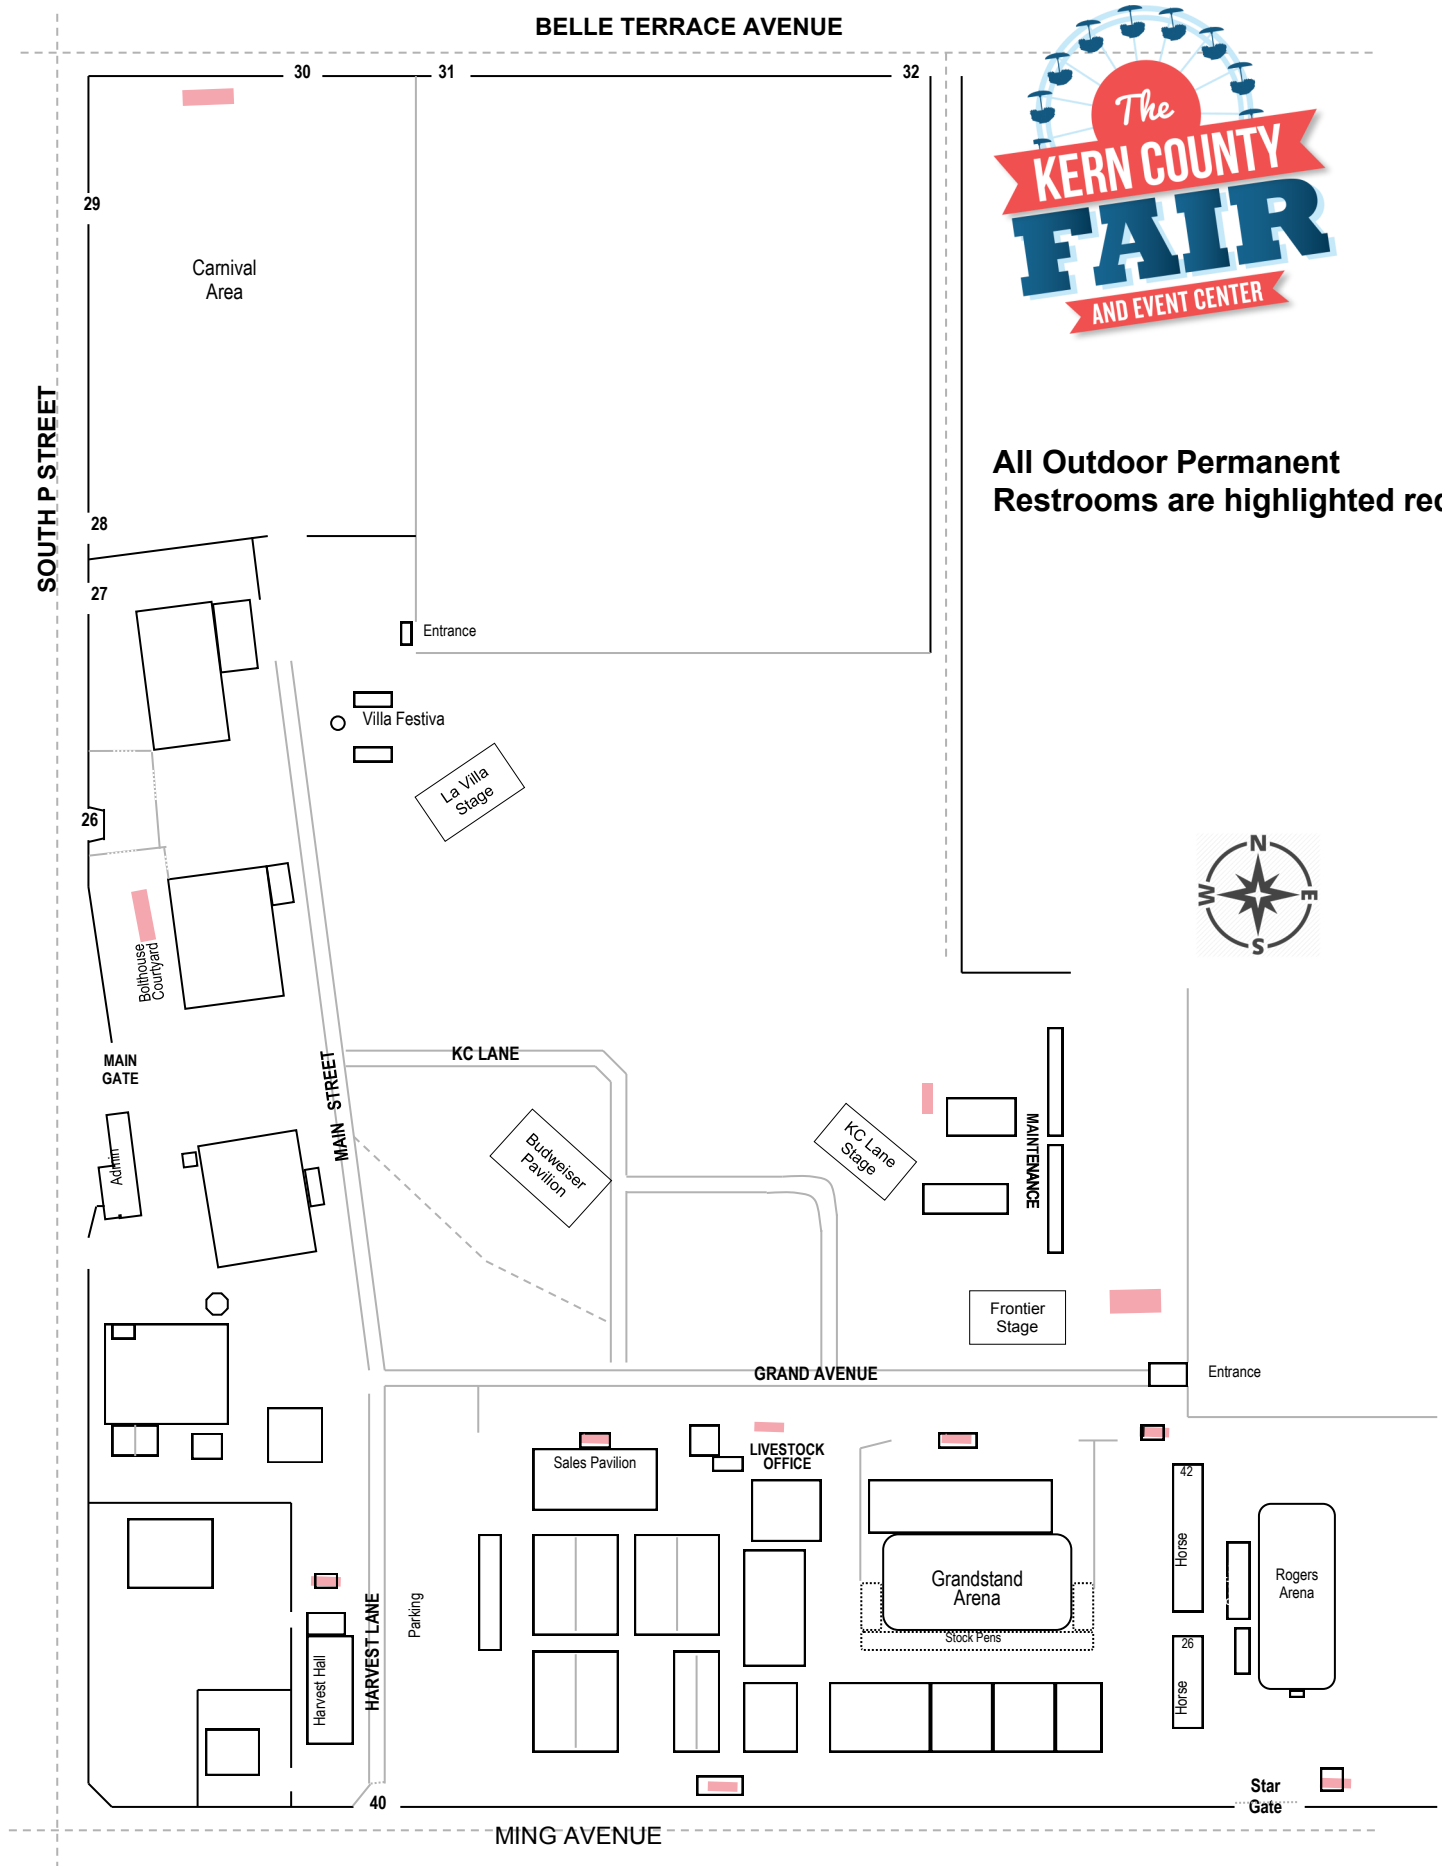 BELLE TERRACE AVENUE
30
31
32
The
KERN COUNTY
FAIR
AND EVENT CENTER
29
Carnival
Area
SOUTH P STREET
All Outdoor Permanent
Restrooms are highlighted red
28
27
Entrance
Villa Festiva
La Villa
Stage
26
N
W
E
S
Bolthouse
Courtyard
MAIN
GATE
MAIN STREET
KC LANE
Admin
Budweiser
Pavilion
KC Lane
Stage
MAINTENANCE
Frontier
Stage
GRAND AVENUE
Entrance
Sales Pavilion
LIVESTOCK
OFFICE
42
Horse
Grandstand
Arena
Stock Pens
Rogers
Arena
26
Horse
Parking
HARVEST LANE
Harvest Hall
40
Star
Gate
MING AVENUE